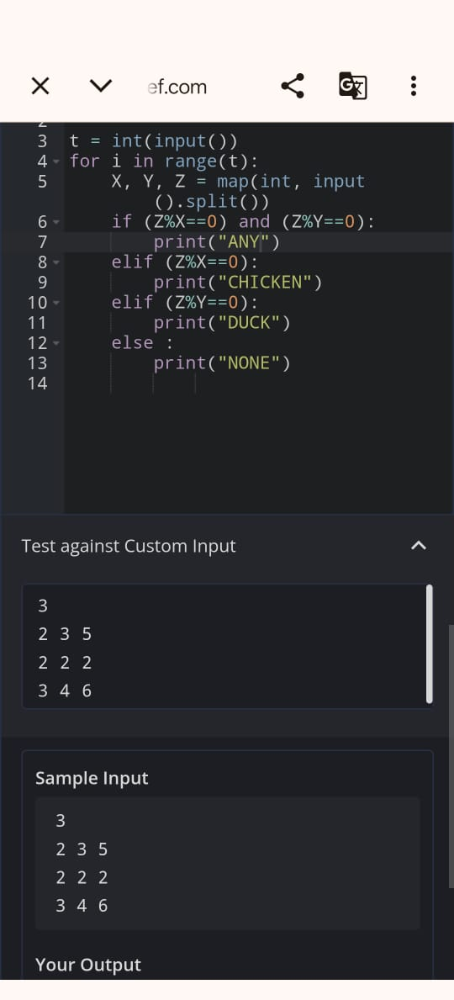 ef.com
3 t = int(input())
4 for i in range(t):
5 X, Y, Z = map(int, input
().split())
6 if (Z%X==0) and (Z%Y==0):
7 print("ANY")
8 elif (Z%X==0):
9 print("CHICKEN")
10 elif (Z%Y==0):
11 print("DUCK")
12 else :
13 print("NONE")
14
Test against Custom Input
3
2 3 5
2 2 2
3 4 6
Sample Input
3
2 3 5
2 2 2
3 4 6
Your Output